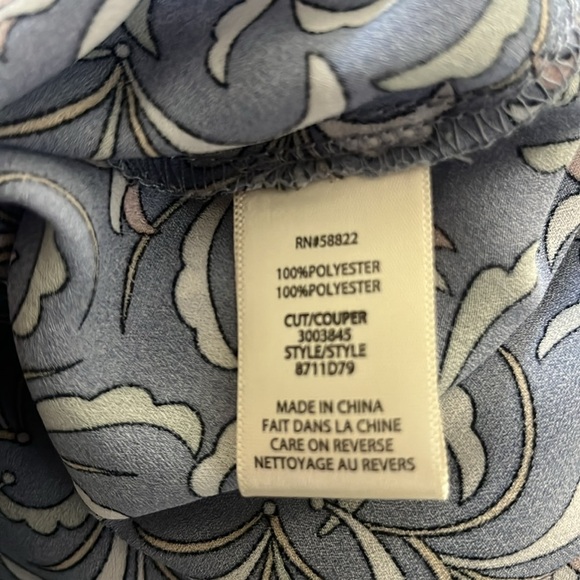 RN#58822
100%POLYESTER
100%POLYESTER
CUT/COUPER
3003845
STYLE/STYLE
8711D79
MADE IN CHINA
FAIT DANS LA CHINE
CARE ON REVERSE
NETTOYAGE AU REVERS